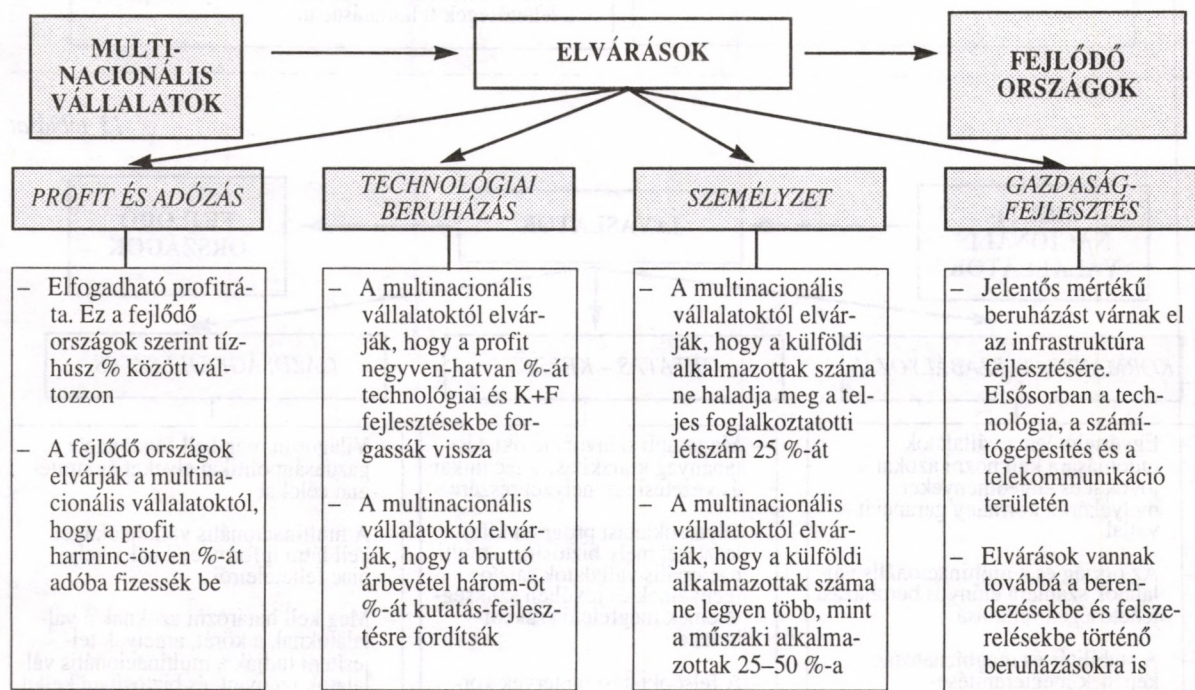 MULTI-
NACIONÁLIS
VÁLLALATOK
ELVÁRÁSOK
FEJLŐDŐ
ORSZÁGOK
PROFIT ÉS ADÓZÁS
TECHNOLÓGIAI
BERUHÁZÁS
SZEMÉLYZET
GAZDASÁG-
FEJLESZTÉS
– Elfogadható profitrá-
ta. Ez a fejlődő
országok szerint tíz-
húsz % között vál-
tozzon
– A fejlődő országok
elvárják a multina-
cionális vállalatoktól,
hogy a profit
harminc-ötven %-át
adóba fizessék be
– A multinacionális
vállalatoktól elvár-
ják, hogy a profit
negyven-hatvan %-át
technológiai és K+F
fejlesztésekbe for-
gassák vissza
– A multinacionális
vállalatoktól elvár-
ják, hogy a bruttó
árbevétel három-öt
%-át kutatás-fejlesz-
tésre fordítsák
– A multinacionális
vállalatoktól elvár-
ják, hogy a külföldi
alkalmazottak száma
ne haladja meg a tel-
jes foglalkoztatotti
létszám 25 %-át
– A multinacionális
vállalatoktól elvár-
ják, hogy a külföldi
alkalmazottak száma
ne legyen több, mint
a műszaki alkalma-
zottak 25–50 %-a
– Jelentős mértékű
beruházást várnak el
az infrastruktúra
fejlesztésére.
Elsősorban a tech-
nológia, a számí-
tógépesítés és a
telekommunikáció
területén
– Elvárások vannak
továbbá a beren-
dezésekbe és felsze-
relésekbe történő
beruházásokra is